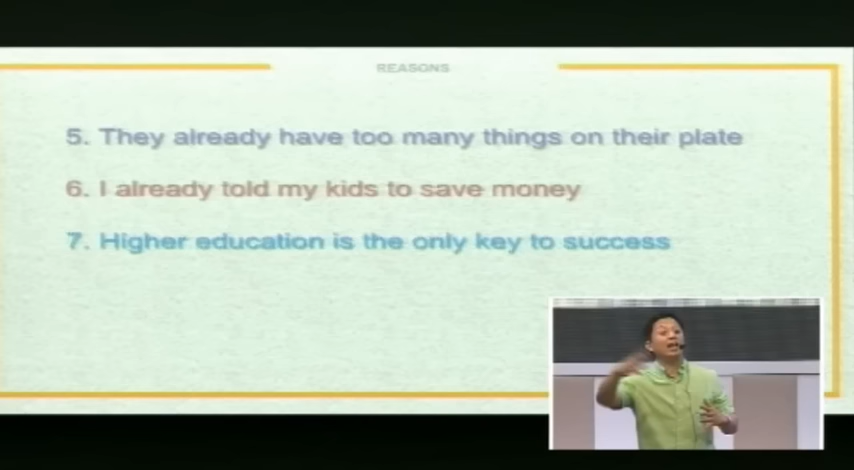 REASONS
5. They already have too many things on their plate
6. I already told my kids to save money
7. Higher education is the only key to success